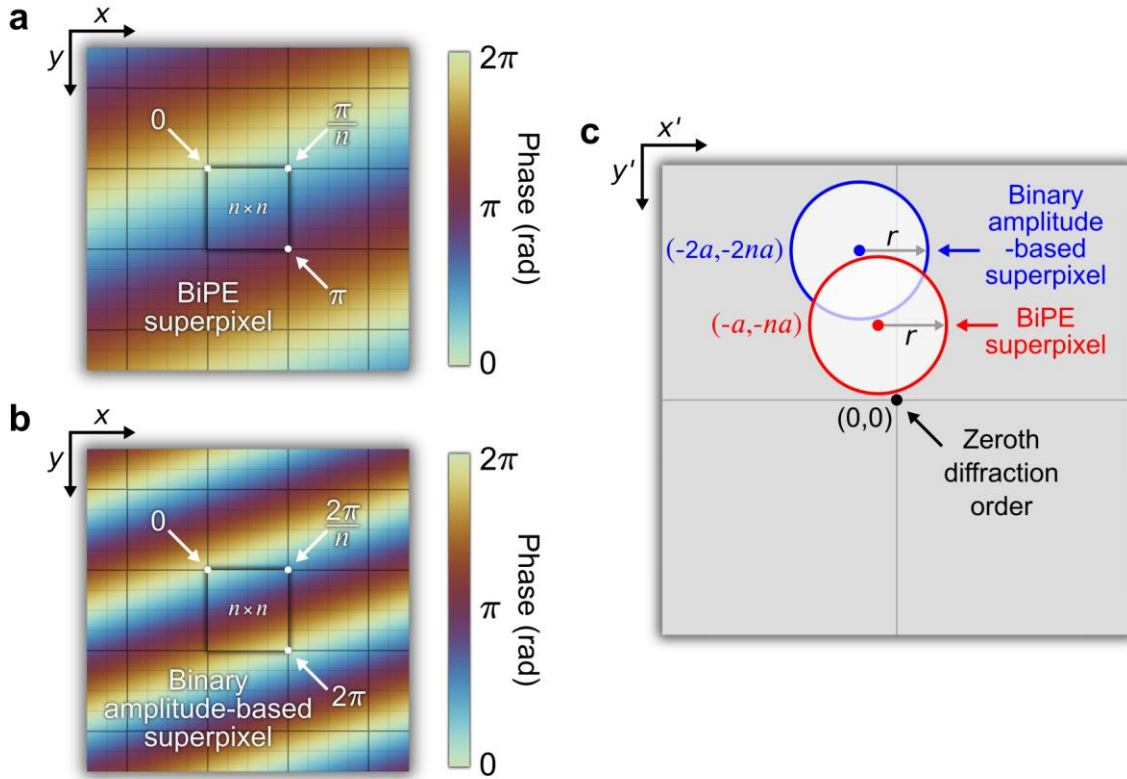 a
x
y
0
π/n
n×n
π
BiPE
superpixel
2π
π
0
Phase (rad)
b
x
y
0
2π/n
n×n
2π
Binary
amplitude-based
superpixel
2π
π
0
Phase (rad)
c
x'
y'
(-2a,-2na)
r
Binary
amplitude
-based
superpixel
(-a,-na)
r
BiPE
superpixel
(0,0)
Zeroth
diffraction
order